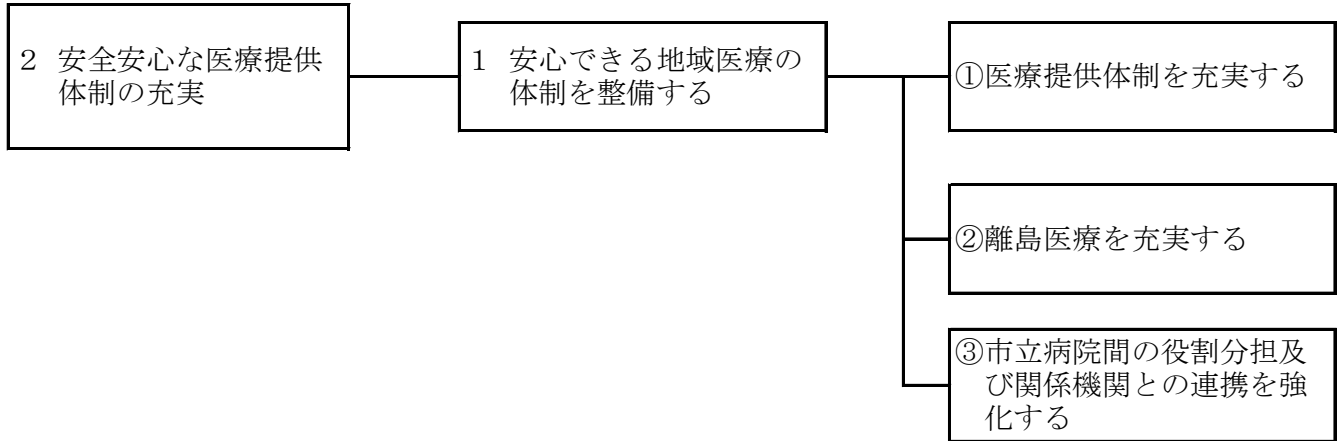 2 安全安心な医療提供
体制の充実
1 安心できる地域医療の
体制を整備する
①医療提供体制を充実する
②離島医療を充実する
③市立病院間の役割分担及
び関係機関との連携を強
化する